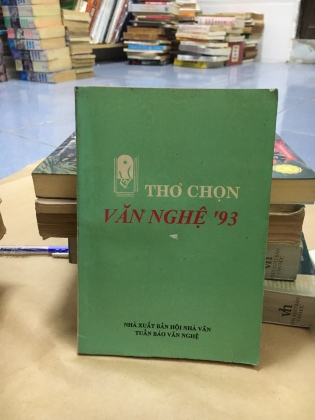 THƠ CHỌN
VĂN NGHỆ '93
NHÀ XUẤT BẢN HỘI NHÀ VĂN
TUẦN BÁO VĂN NGHỆ